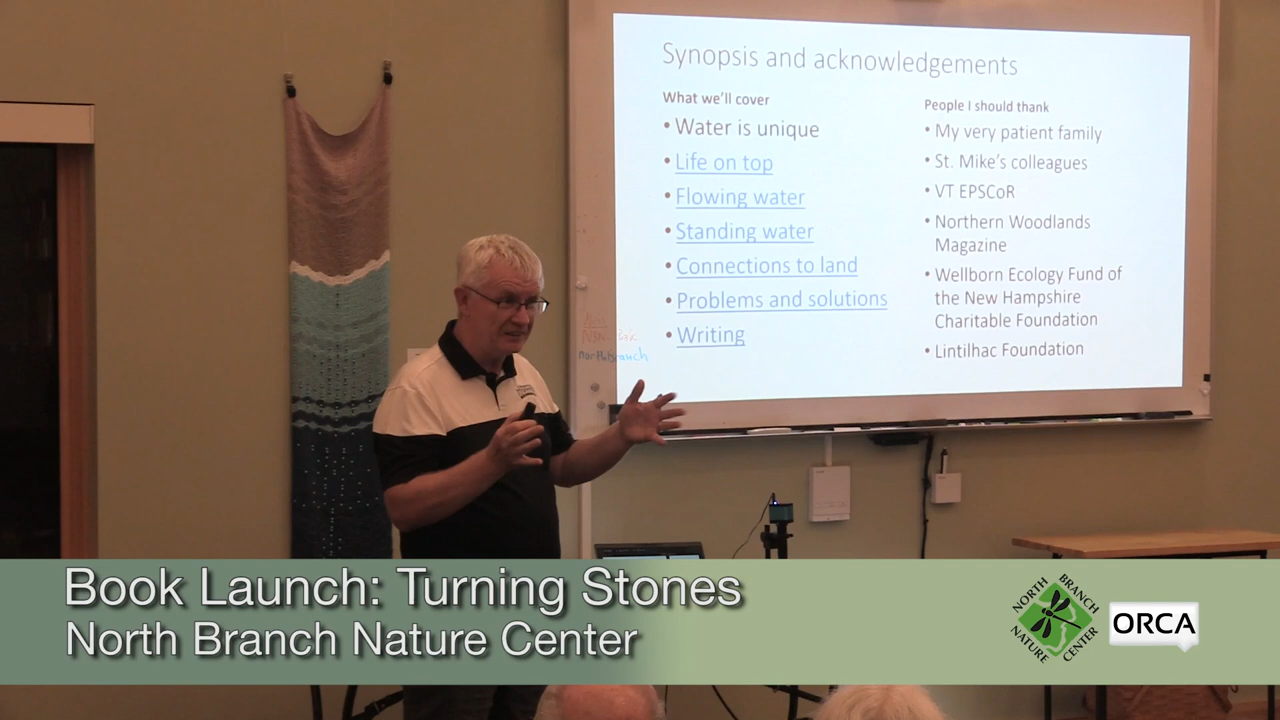 Synopsis and acknowledgements
What we'll cover
• Water is unique
• Life on top
• Flowing water
• Standing water
• Connections to land
• Problems and solutions
• Writing
People I should thank
• My very patient family
• St. Mike's colleagues
• VT EPSCoR
• Northern Woodlands
Magazine
• Wellborn Ecology Fund of
the New Hampshire
Charitable Foundation
• Lintilhac Foundation
northbranch
Book Launch: Turning Stones
North Branch Nature Center
NORTH BRANCH
NATURE CENTER
ORCA